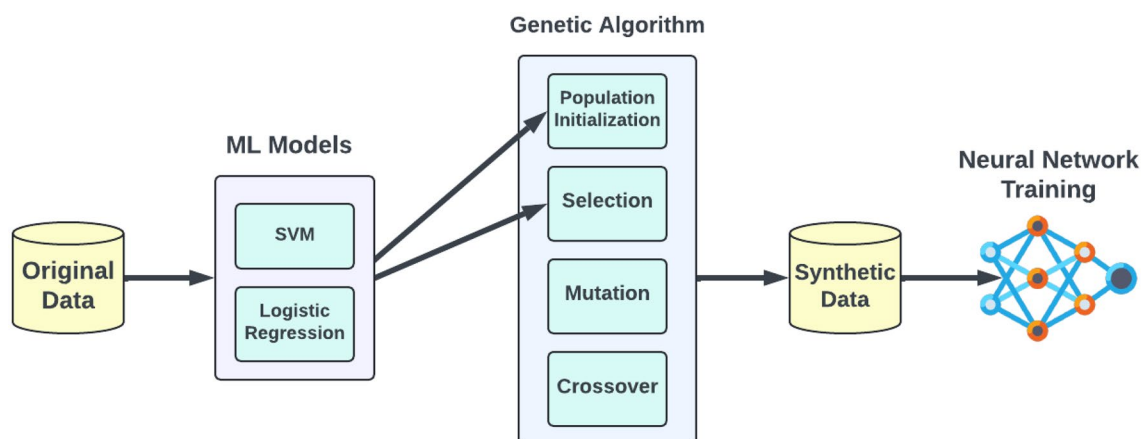 Genetic Algorithm
Population
Initialization
Selection
Mutation
Crossover
ML Models
SVM
Logistic
Regression
Original
Data
Synthetic
Data
Neural Network
Training